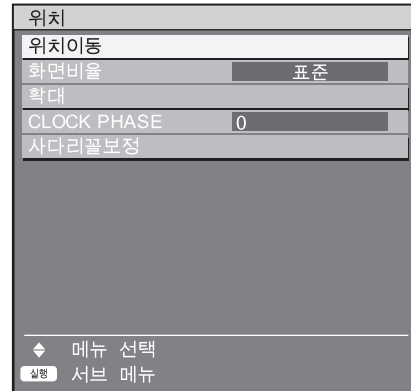 위치
위치이동
화면비율 표준
확대
CLOCK PHASE 0
사다리꼴보정
메뉴 선택
실행 서브 메뉴